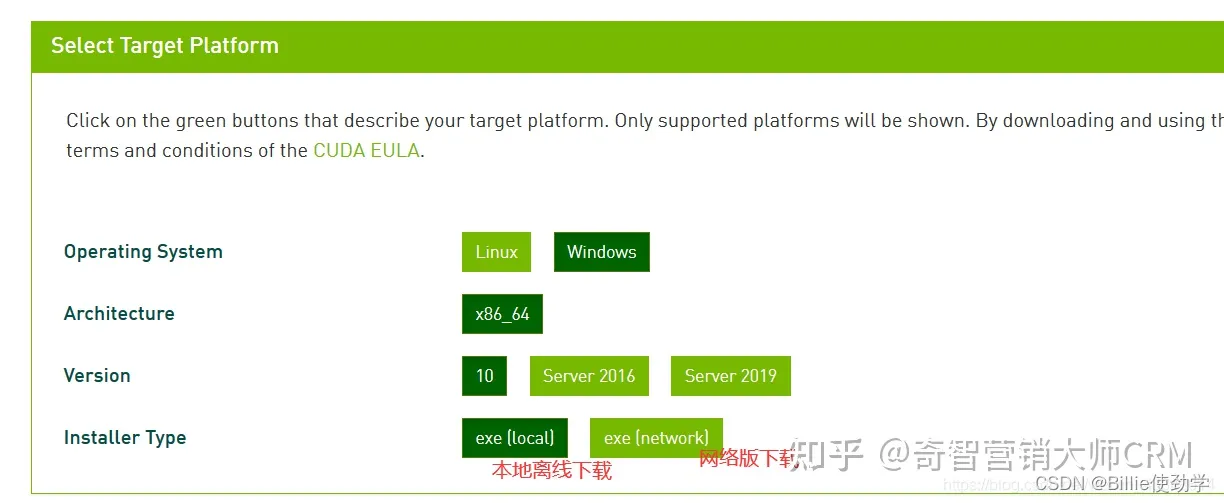 Select Target Platform
Click on the green buttons that describe your target platform. Only supported platforms will be shown. By downloading and using th
terms and conditions of the CUDA EULA.
Operating System Linux Windows
Architecture x86_64
Version 10 Server 2016 Server 2019
Installer Type exe (local) exe (network)
本地离线下载 网络版下载
知乎 @奇智营销大师CRM
https://blog.cs
CSDN @Billie使劲学